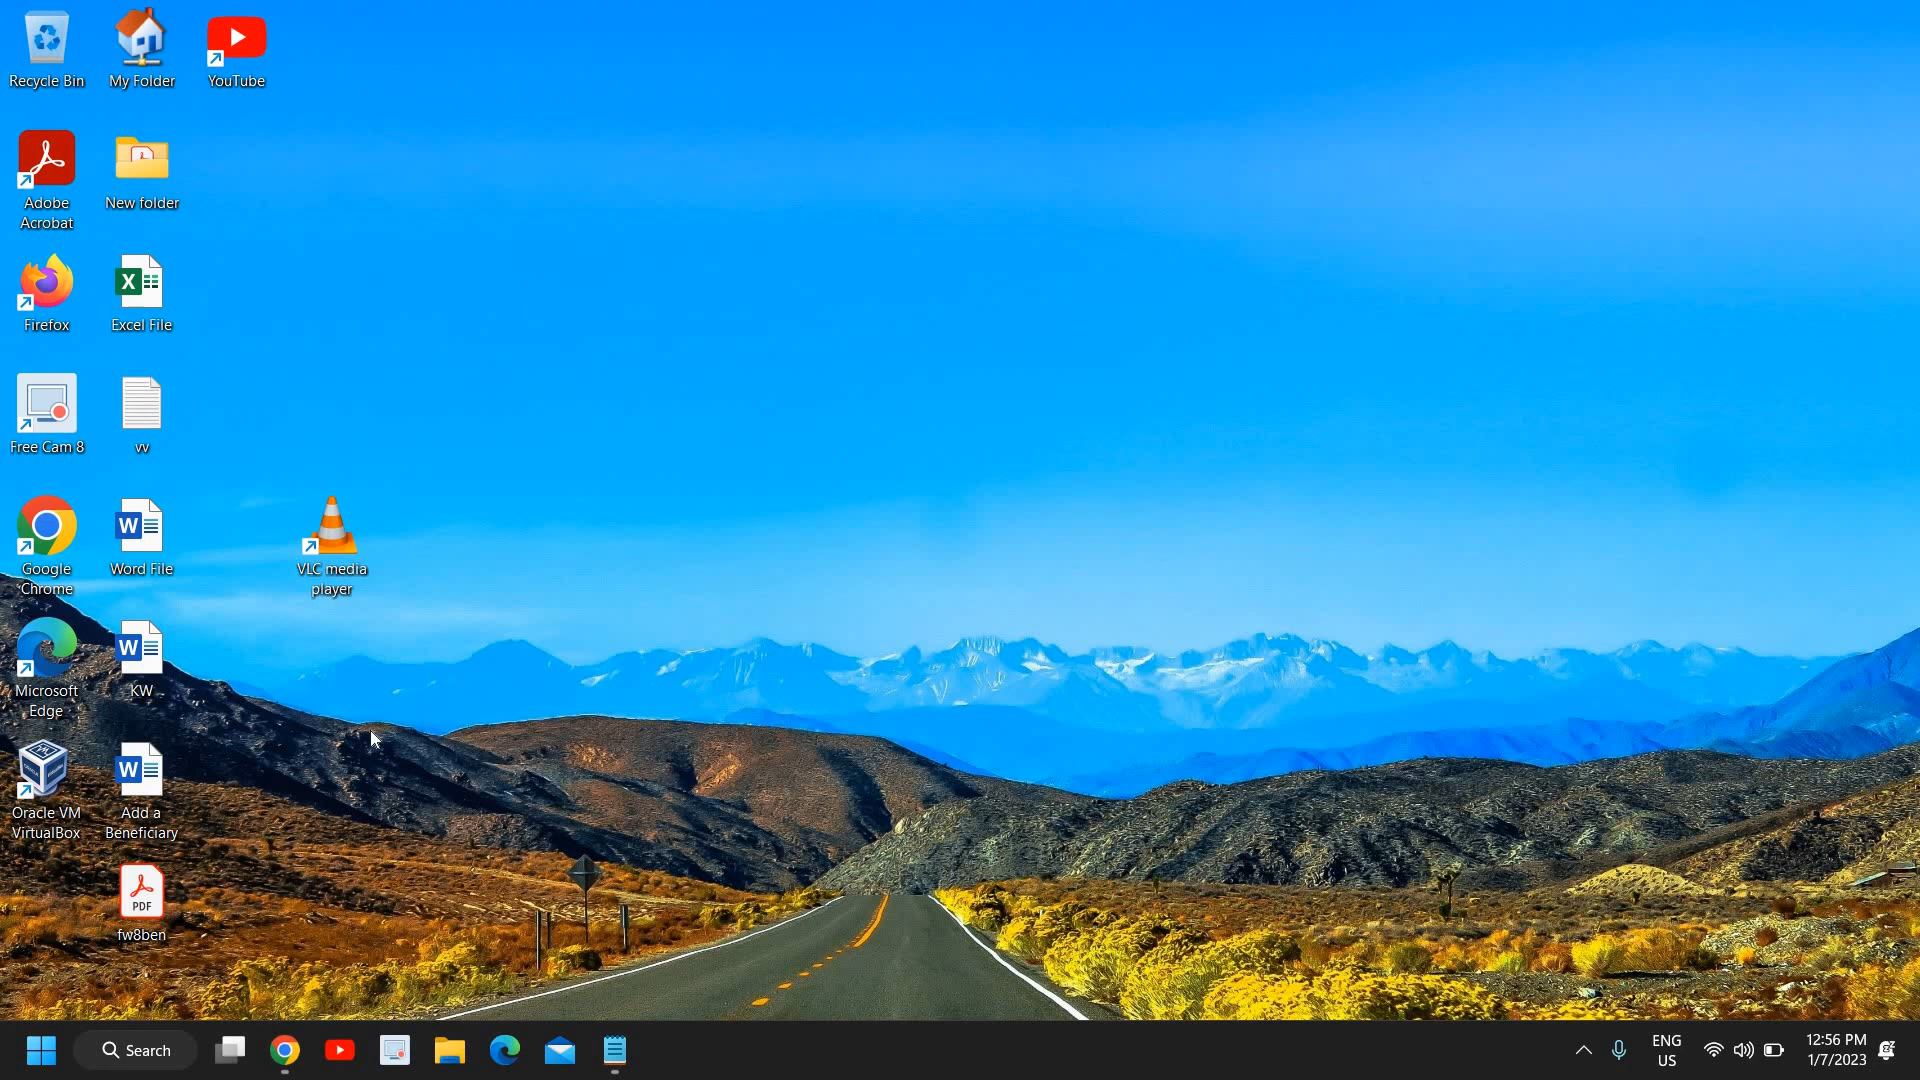 Recycle Bin
My Folder
YouTube
Adobe
Acrobat
New folder
Firefox
Excel File
Free Cam 8
vv
Google
Chrome
Word File
VLC media
player
Microsoft
Edge
KW
Oracle VM
VirtualBox
Add a
Beneficiary
PDF
fw8ben
Search
ENG
US
12:56 PM
1/7/2023